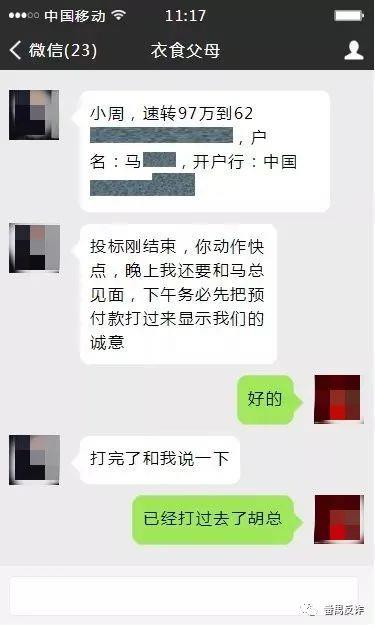 中国移动
11:17
微信(23)
衣食父母
小周，速转97万到62
，户
名：马，开户行：中国
投标刚结束，你动作快
点，晚上我还要和马总
见面，下午务必先把预
付款打过来显示我们的
诚意
好的
打完了和我说一下
已经打过去了胡总
番禺反诈